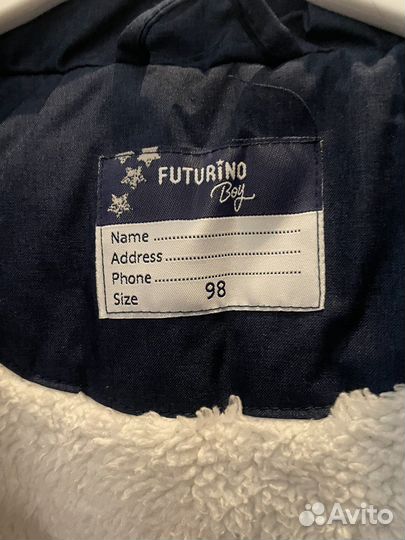 FUTURINO
Boy
Name
Address
Phone
Size 98
Avito